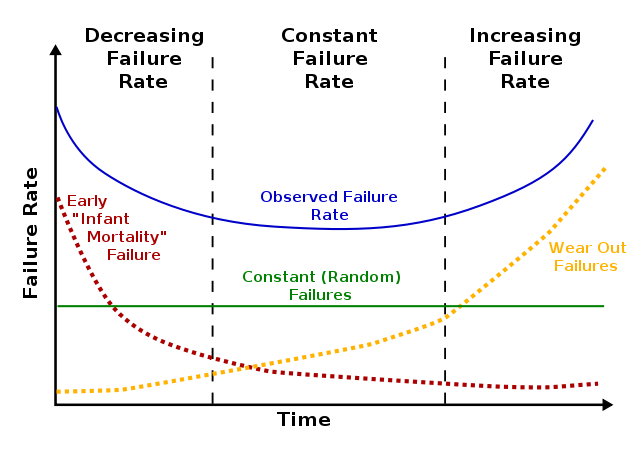 Decreasing
Failure
Rate
Constant
Failure
Rate
Increasing
Failure
Rate
Early
"Infant
Mortality"
Failure
Observed Failure
Rate
Constant (Random)
Failures
Wear Out
Failures
Failure Rate
Time